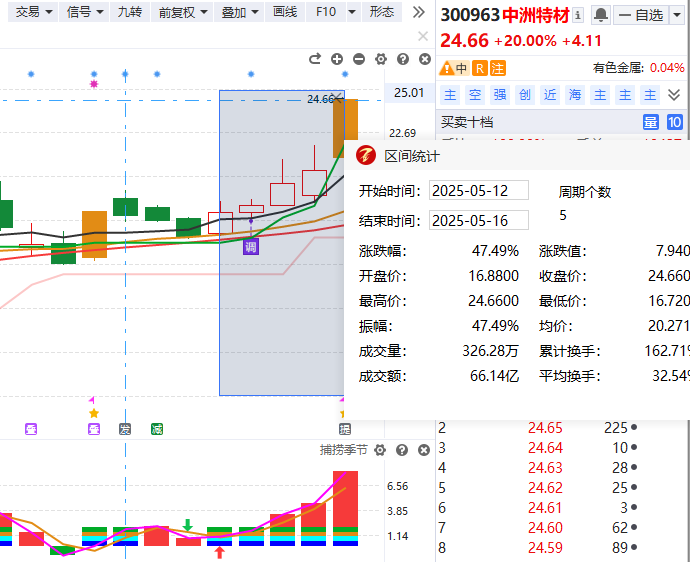 交易 信号 九转 前复权 叠加 画线 F10 形态
300963 中洲特材 一 自选
24.66 +20.00% +4.11
中 R 注 有色金属: 0.04%
主 空 强 创 近 海 主 主 主
买卖十档 量 10
25.01
24.66
22.69
区间统计
开始时间: 2025-05-12 周期个数
结束时间: 2025-05-16 5
涨跌幅: 47.49% 涨跌值: 7.940
开盘价: 16.8800 收盘价: 24.660
最高价: 24.6600 最低价: 16.720
振幅: 47.49% 均价: 20.271
成交量: 326.28万 累计换手: 162.71%
成交额: 66.14亿 平均换手: 32.54
调
叠 叠 发 减 提
捕捞季节
6.56
3.85
1.14
2 24.65 225
3 24.64 10
4 24.63 28
5 24.62 25
6 24.61 3
7 24.60 62
8 24.59 89